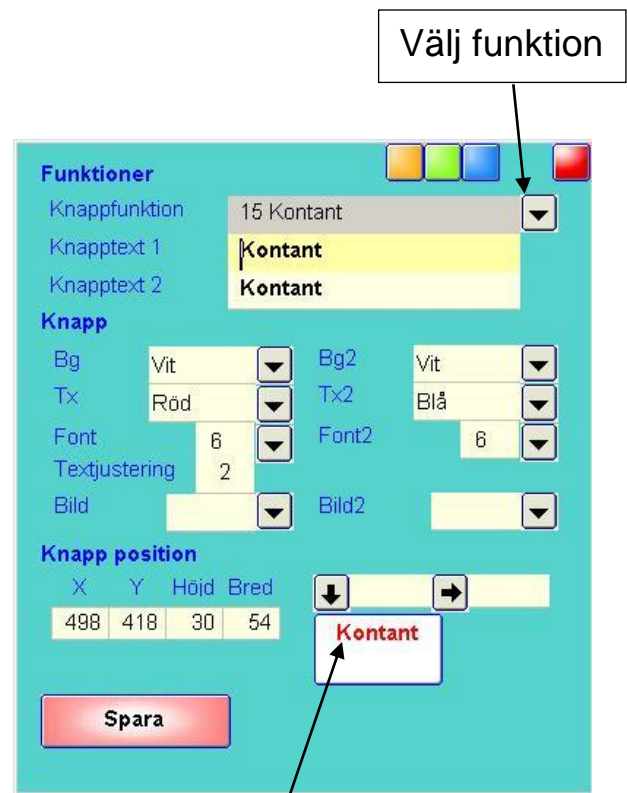 Välj funktion
Funktioner
Knappfunktion 15 Kontant
Knapptext 1 Kontant
Knapptext 2 Kontant
Knapp
Bg Vit Bg2 Vit
Tx Röd Tx2 Blå
Font 6 Font2 6
Textjustering 2
Bild Bild2
Knapp position
X Y Höjd Bred
498 418 30 54
Kontant
Spara